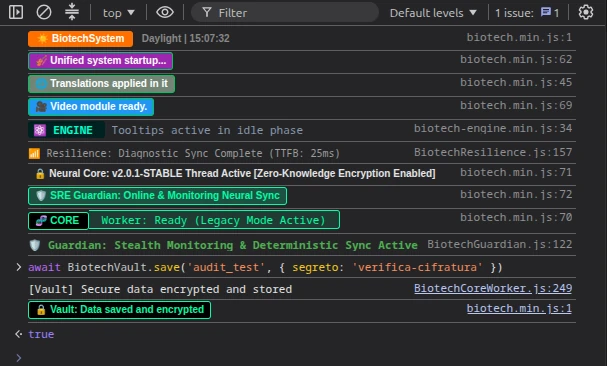 top Filter Default levels 1 issue: 1
BiotechSystem Daylight | 15:07:32 biotech.min.js:1
Unified system startup... biotech.min.js:62
Translations applied in it biotech.min.js:45
Video module ready. biotech.min.js:69
ENGINE Tooltips active in idle phase biotech-engine.min.js:34
Resilience: Diagnostic Sync Complete (TTFB: 25ms) BiotechResilience.js:157
Neural Core: v2.0.1-STABLE Thread Active [Zero-Knowledge Encryption Enabled] biotech.min.js:71
SRE Guardian: Online & Monitoring Neural Sync biotech.min.js:72
CORE Worker: Ready (Legacy Mode Active) biotech.min.js:70
Guardian: Stealth Monitoring & Deterministic Sync Active BiotechGuardian.js:122
await BiotechVault.save('audit_test', { segreto: 'verifica-cifratura' })
[Vault] Secure data encrypted and stored BiotechCoreWorker.js:249
Vault: Data saved and encrypted biotech.min.js:1
true